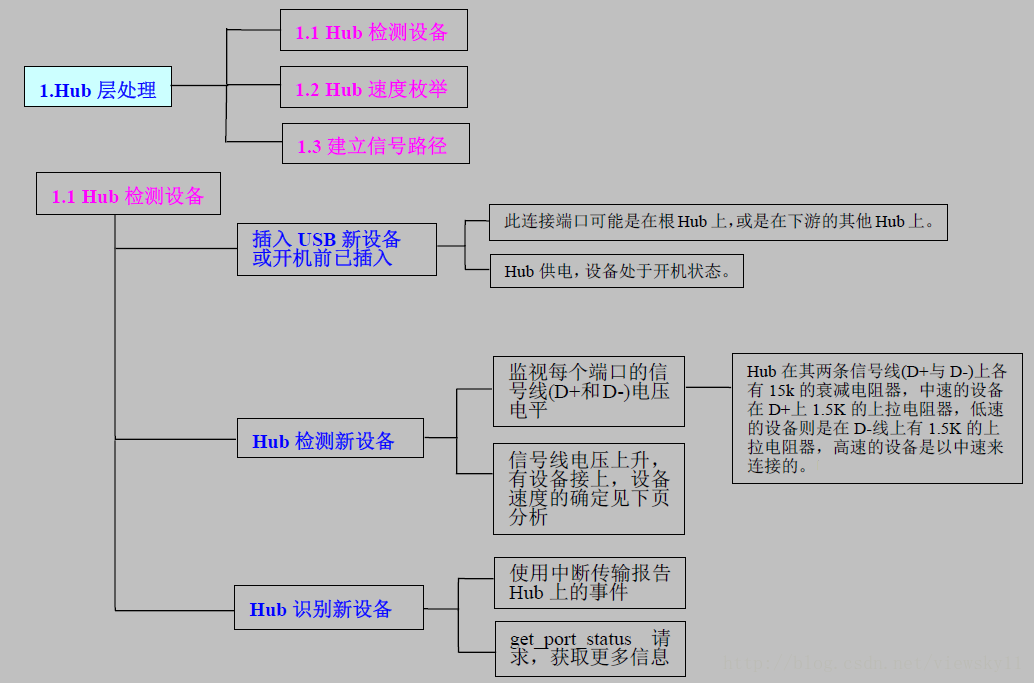 1.1 Hub 检测设备
1.Hub 层处理
1.2 Hub 速度枚举
1.3 建立信号路径
1.1 Hub 检测设备
插入 USB 新设备
或开机前已插入
此连接端口可能是在根 Hub 上，或是在下游的其他 Hub 上。
Hub 供电，设备处于开机状态。
Hub 检测新设备
监视每个端口的信
号线(D+和 D-)电压
电平
Hub 在其两条信号线(D+与 D-)上各
有 15k 的衰减电阻器，中速的设备
在 D+上 1.5K 的上拉电阻器，低速
的设备则是在 D-线上有 1.5K 的上
拉电阻器，高速的设备是以中速来
连接的。
信号线电压上升，
有设备接上，设备
速度的确定见下页
分析
Hub 识别新设备
使用中断传输报告
Hub 上的事件
get_port_status 请
求，获取更多信息